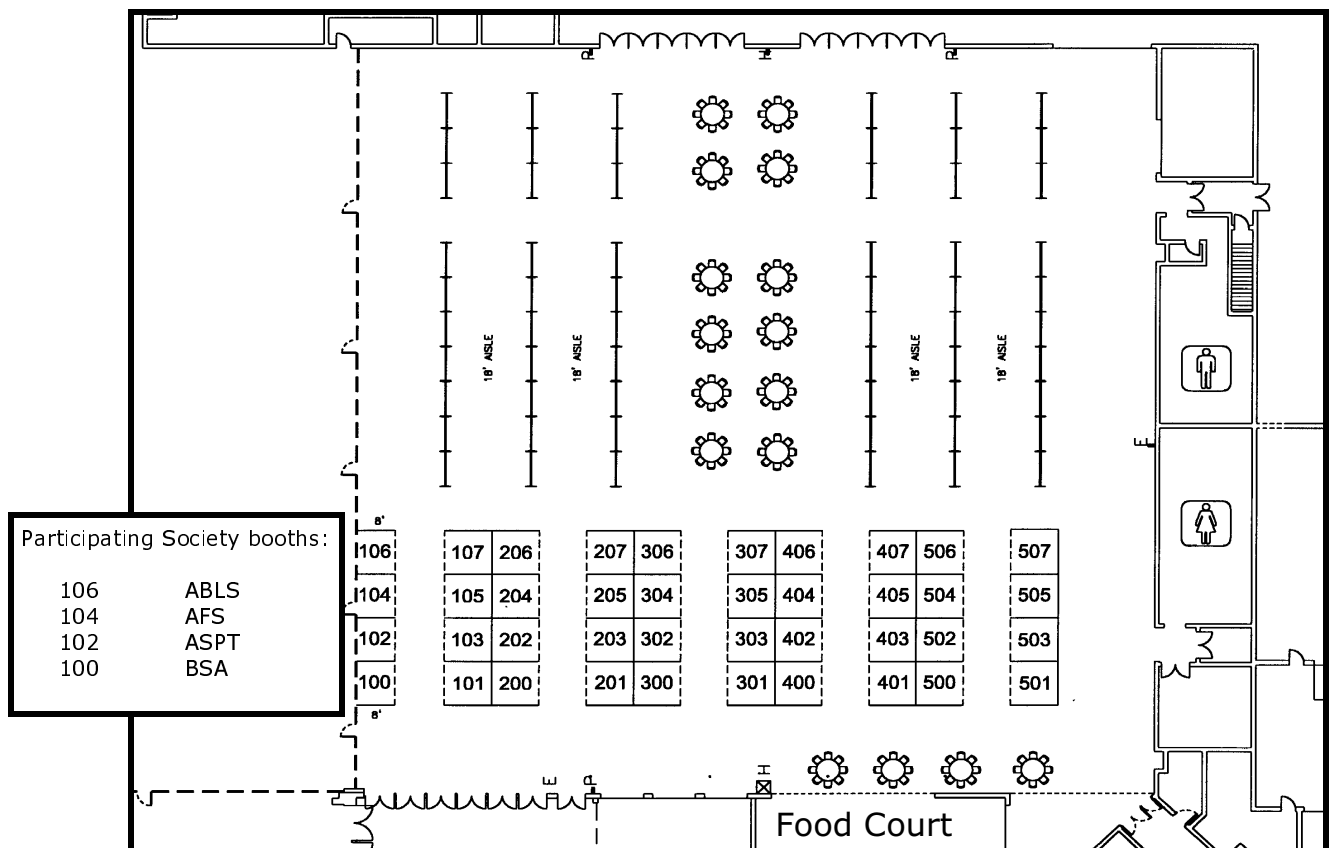 R
H
R
18' AISLE
18' AISLE
18' AISLE
18' AISLE
E
8'
Participating Society booths:
106 ABLS
104 AFS
102 ASPT
100 BSA
106 107 206 207 306 307 406 407 506 507
104 105 204 205 304 305 404 405 504 505
102 103 202 203 302 303 402 403 502 503
100 101 200 201 300 301 400 401 500 501
8'
E
H
Food Court